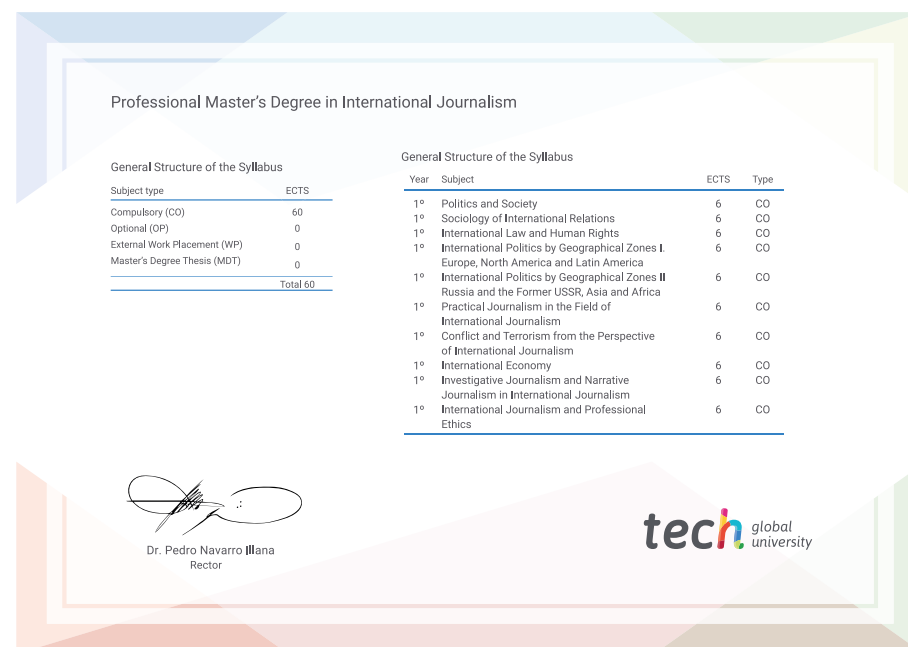 Professional Master's Degree in International Journalism
General Structure of the Syllabus
Subject type ECTS
Compulsory (CO) 60
Optional (OP) 0
External Work Placement (WP) 0
Master's Degree Thesis (MDT) 0
Total 60
General Structure of the Syllabus
Year Subject ECTS Type
1º Politics and Society 6 CO
1º Sociology of International Relations 6 CO
1º International Law and Human Rights 6 CO
1º International Politics by Geographical Zones I. 6 CO
Europe, North America and Latin America
1º International Politics by Geographical Zones II 6 CO
Russia and the Former USSR, Asia and Africa
1º Practical Journalism in the Field of 6 CO
International Journalism
1º Conflict and Terrorism from the Perspective 6 CO
of International Journalism
1º International Economy 6 CO
1º Investigative Journalism and Narrative 6 CO
Journalism in International Journalism
1º International Journalism and Professional 6 CO
Ethics
Dr. Pedro Navarro Illana
Rector
tech global
university